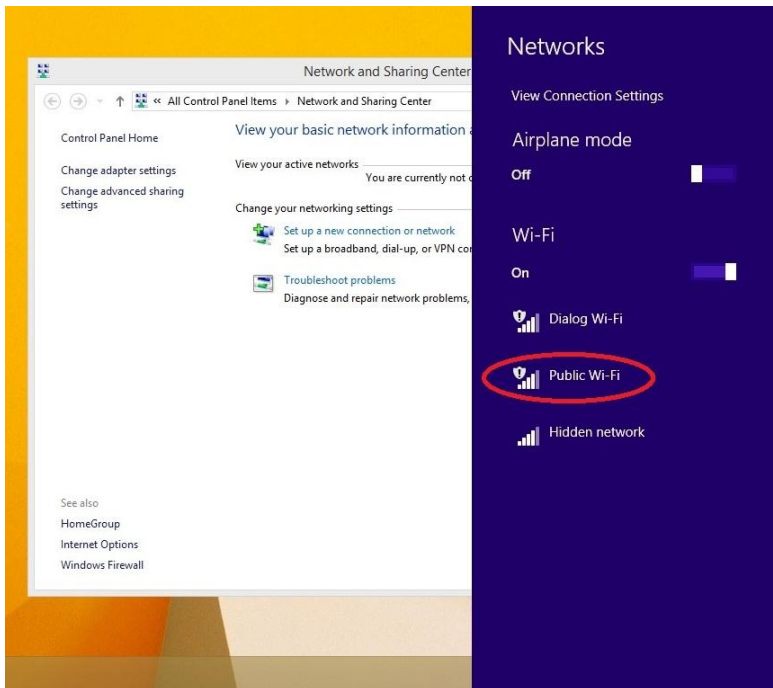 Network and Sharing Center
« All Control Panel Items Network and Sharing Center
Control Panel Home
Change adapter settings
Change advanced sharing
settings
View your basic network information
View your active networks
You are currently not
Change your networking settings
Set up a new connection or network
Set up a broadband, dial-up, or VPN
Troubleshoot problems
Diagnose and repair network problems,
See also
HomeGroup
Internet Options
Windows Firewall
Networks
View Connection Settings
Airplane mode
Off
Wi-Fi
On
Dialog Wi-Fi
Public Wi-Fi
Hidden network